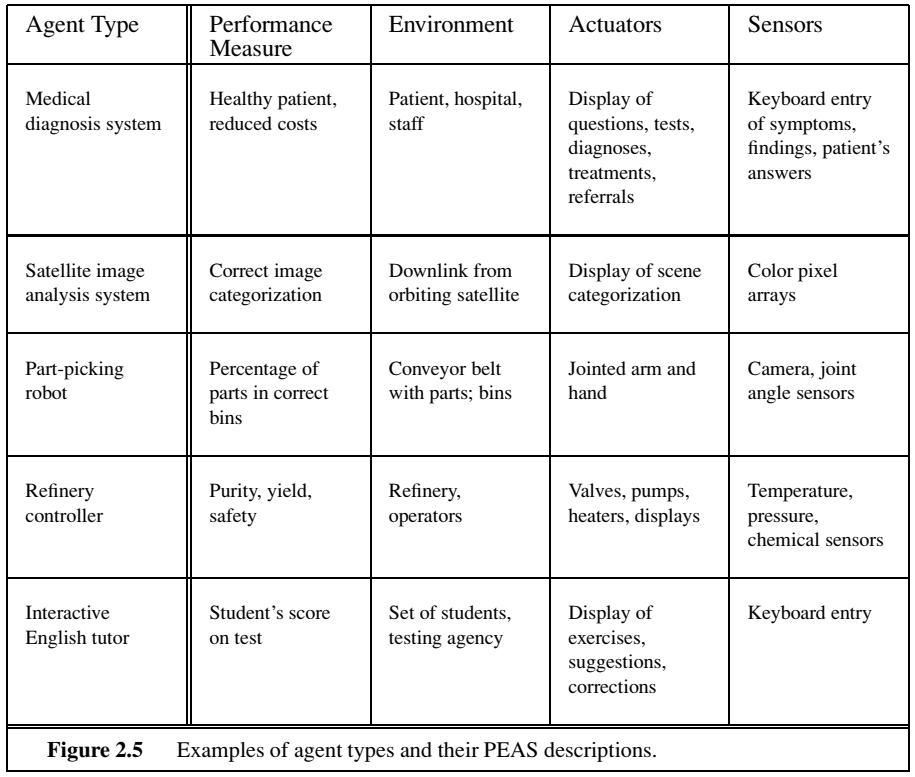 Agent Type
Performance
Measure
Environment
Actuators
Sensors
Medical
diagnosis system
Healthy patient,
reduced costs
Patient, hospital,
staff
Display of
questions, tests,
diagnoses,
treatments,
referrals
Keyboard entry
of symptoms,
findings, patient's
answers
Satellite image
analysis system
Correct image
categorization
Downlink from
orbiting satellite
Display of scene
categorization
Color pixel
arrays
Part-picking
robot
Percentage of
parts in correct
bins
Conveyor belt
with parts; bins
Jointed arm and
hand
Camera, joint
angle sensors
Refinery
controller
Purity, yield,
safety
Refinery,
operators
Valves, pumps,
heaters, displays
Temperature,
pressure,
chemical sensors
Interactive
English tutor
Student's score
on test
Set of students,
testing agency
Display of
exercises,
suggestions,
corrections
Keyboard entry
Figure 2.5 Examples of agent types and their PEAS descriptions.